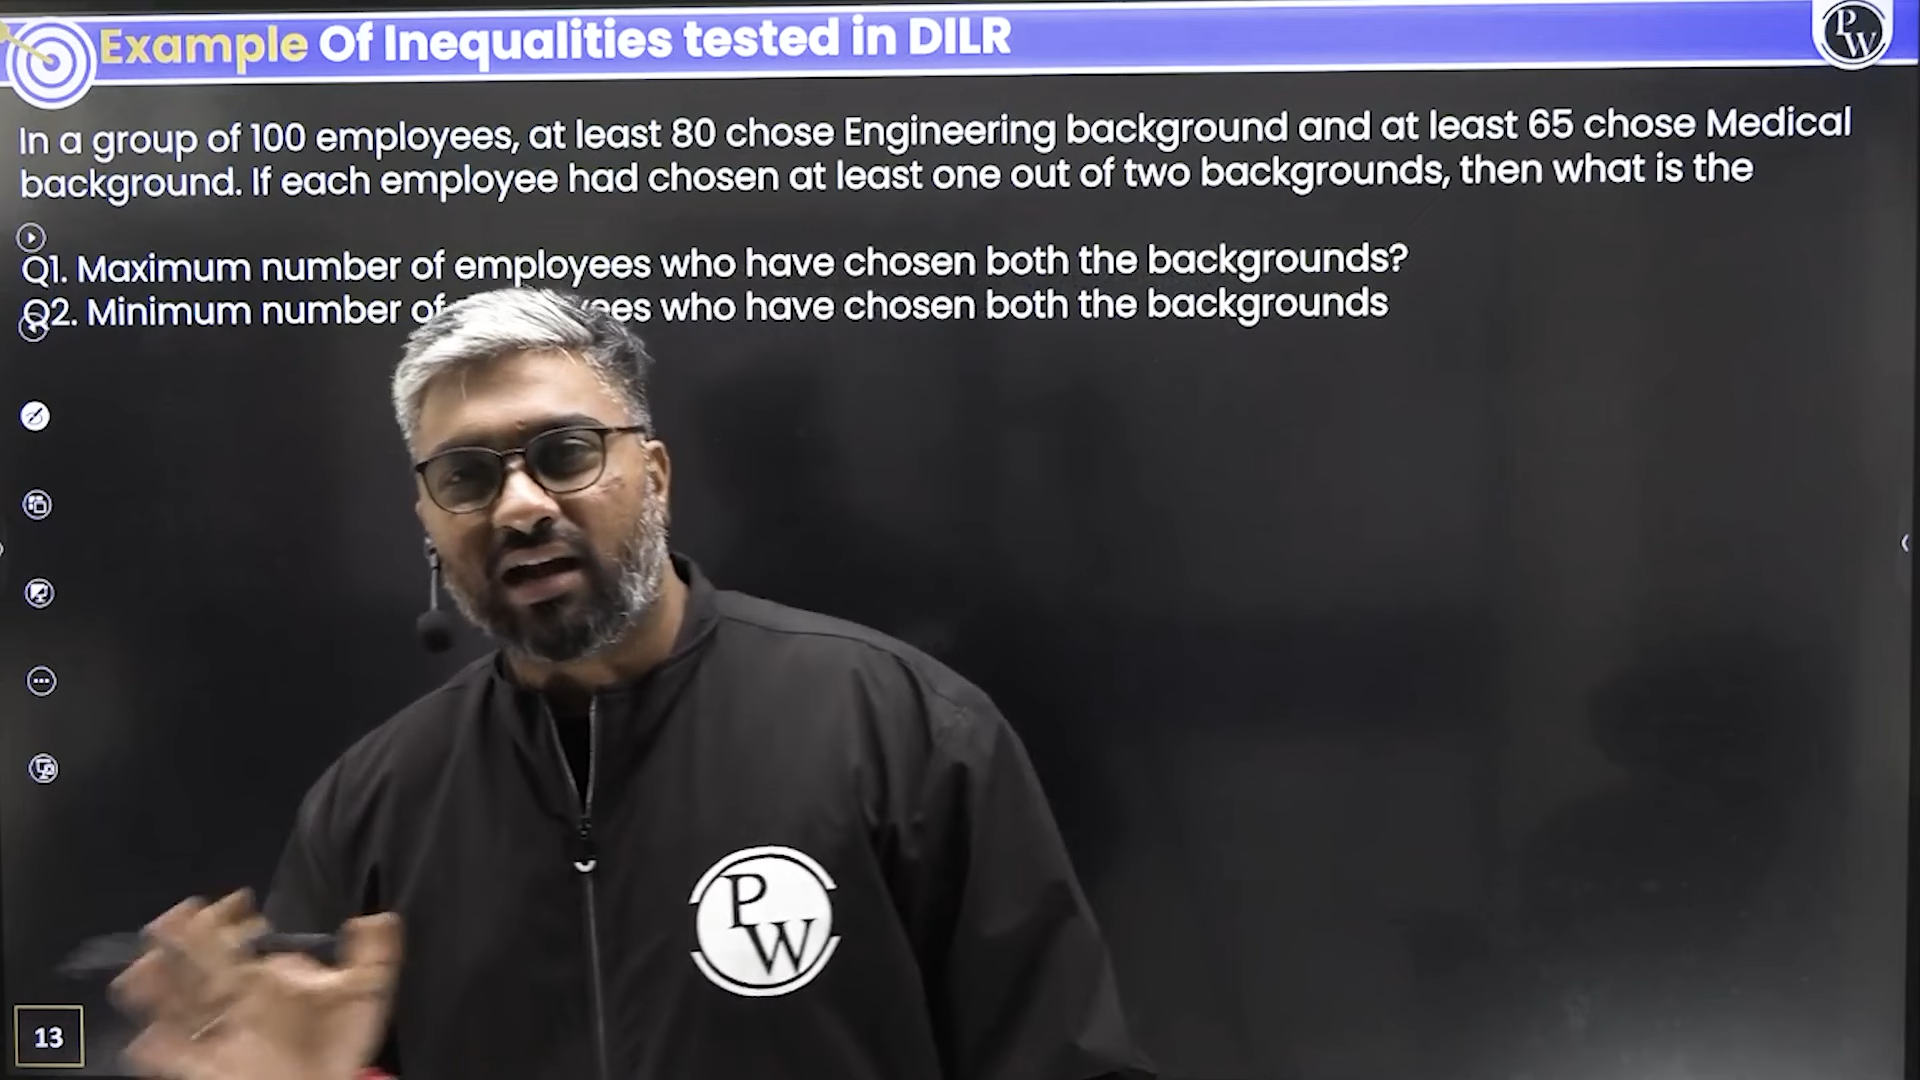 Example Of Inequalities tested in DILR
PW
In a group of 100 employees, at least 80 chose Engineering background and at least 65 chose Medical
background. If each employee had chosen at least one out of two backgrounds, then what is the
Q1. Maximum number of employees who have chosen both the backgrounds?
Q2. Minimum number of who have chosen both the backgrounds
PW
13